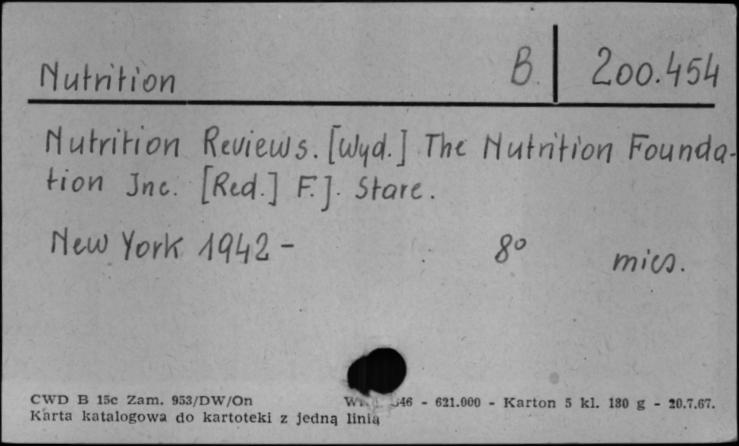 Nutrition B. 200.454
Nutrition Reviews. [Wyd.] The Nutrition Founda-
tion Inc. [Red.] F. J. Stare.
New York 1942 - 8° mies.
CWD B 15c Zam. 953/DW/On 46 - 621.000 - Karton 5 kl. 180 g - 20.7.67.
Karta katalogowa do kartoteki z jedną linią